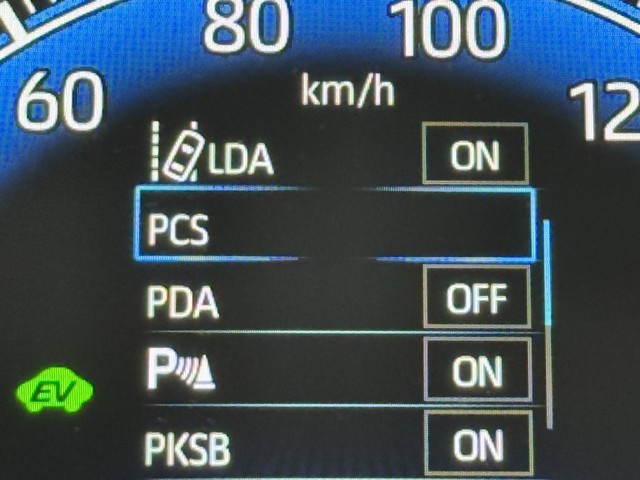 80 100
60 km/h 12
LDA ON
PCS
PDA OFF
P ON
EV
PKSB ON